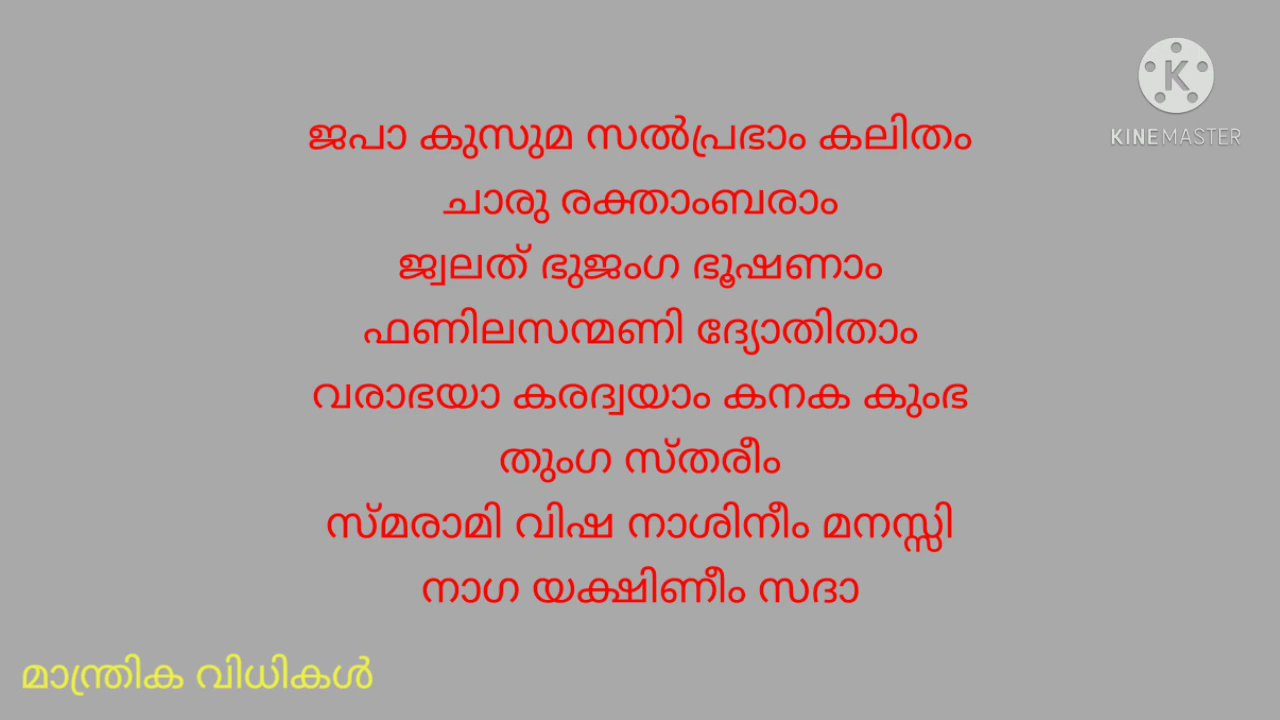 ജപാ കുസുമ സൽപ്രഭാം കലിതം
ചാരു രക്താംബരാം
ജ്വലത് ഭുജംഗ ഭൂഷണാം
ഫണിലസന്മണി ദ്യോതിതാം
വരാഭയാ കരദ്വയാം കനക കുംഭ
തുംഗ സ്തരീം
സ്മരാമി വിഷ നാശിനീം മനസ്സി
നാഗ യക്ഷിണീം സദാ
മാന്ത്രിക വിധികൾ
K
KINEMASTER